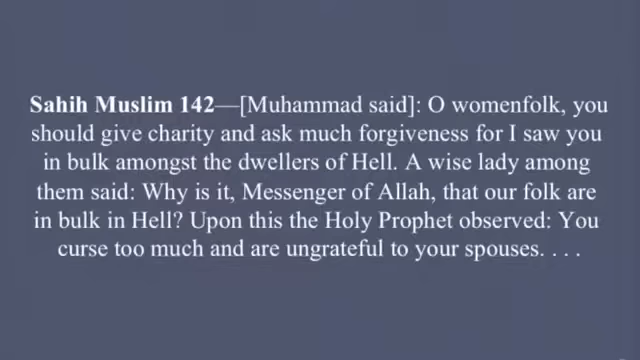 Sahih Muslim 142—[Muhammad said]: O womenfolk, you
should give charity and ask much forgiveness for I saw you
in bulk amongst the dwellers of Hell. A wise lady among
them said: Why is it, Messenger of Allah, that our folk are
in bulk in Hell? Upon this the Holy Prophet observed: You
curse too much and are ungrateful to your spouses. . . .